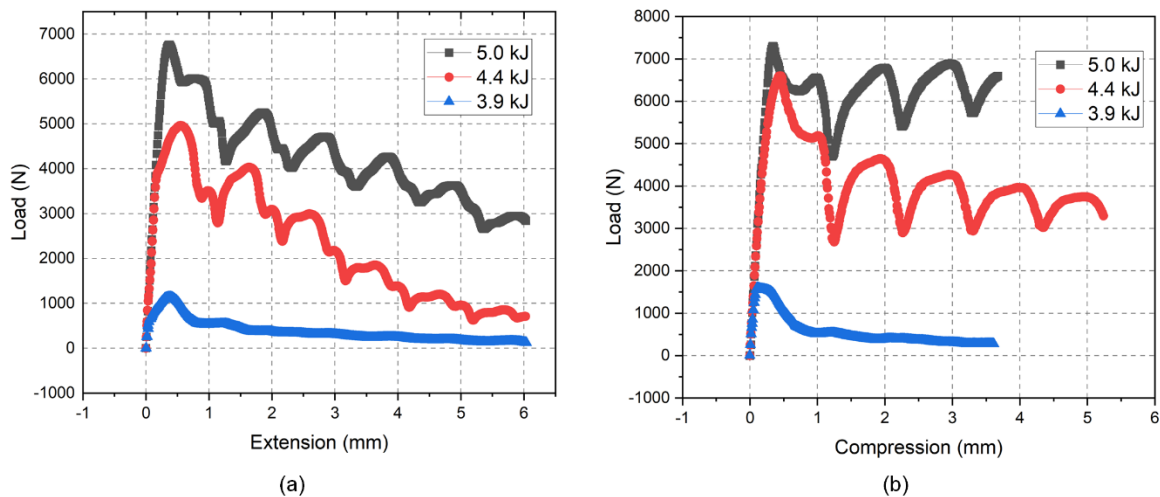 7000
6000
5000
4000
3000
2000
1000
0
-1000
Load (N)
-1 0 1 2 3 4 5 6
Extension (mm)
5.0 kJ
4.4 kJ
3.9 kJ
(a)
8000
7000
6000
5000
4000
3000
2000
1000
0
-1000
Load (N)
-1 0 1 2 3 4 5 6
Compression (mm)
5.0 kJ
4.4 kJ
3.9 kJ
(b)